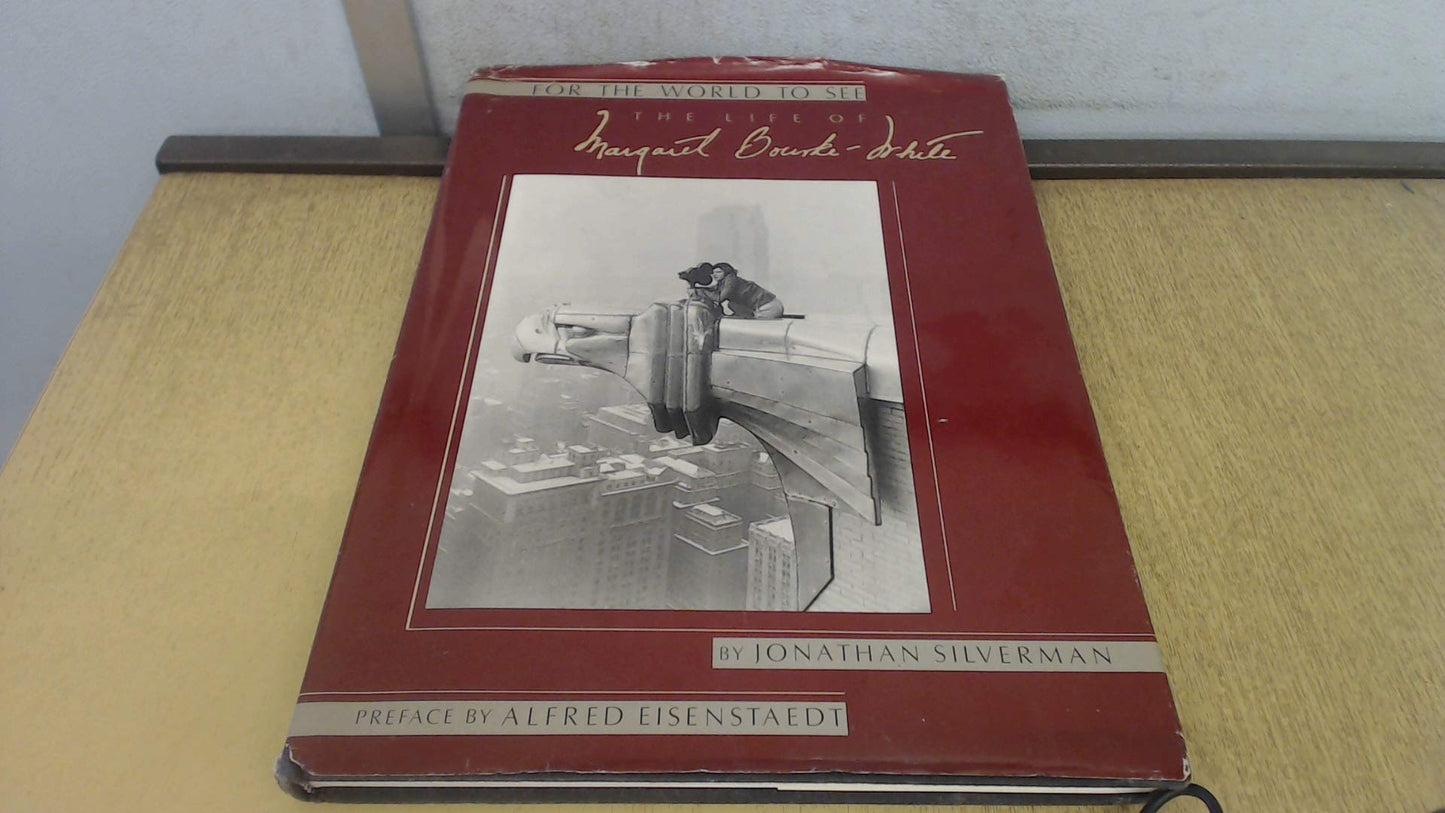 FOR THE WORLD TO SEE
THE LIFE OF
Margaret Bourke-White
BY JONATHAN SILVERMAN
PREFACE BY ALFRED EISENSTAEDT